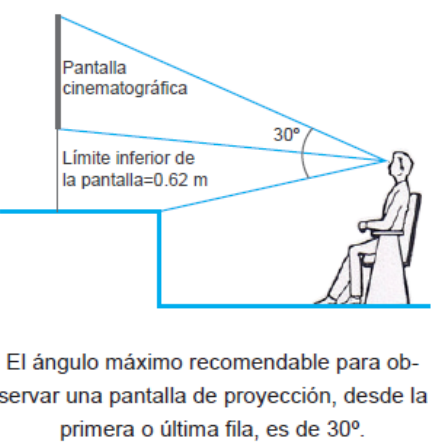 Pantalla
cinematográfica
30º
Límite inferior de
la pantalla=0.62 m
El ángulo máximo recomendable para ob-
servar una pantalla de proyección, desde la
primera o última fila, es de 30º.